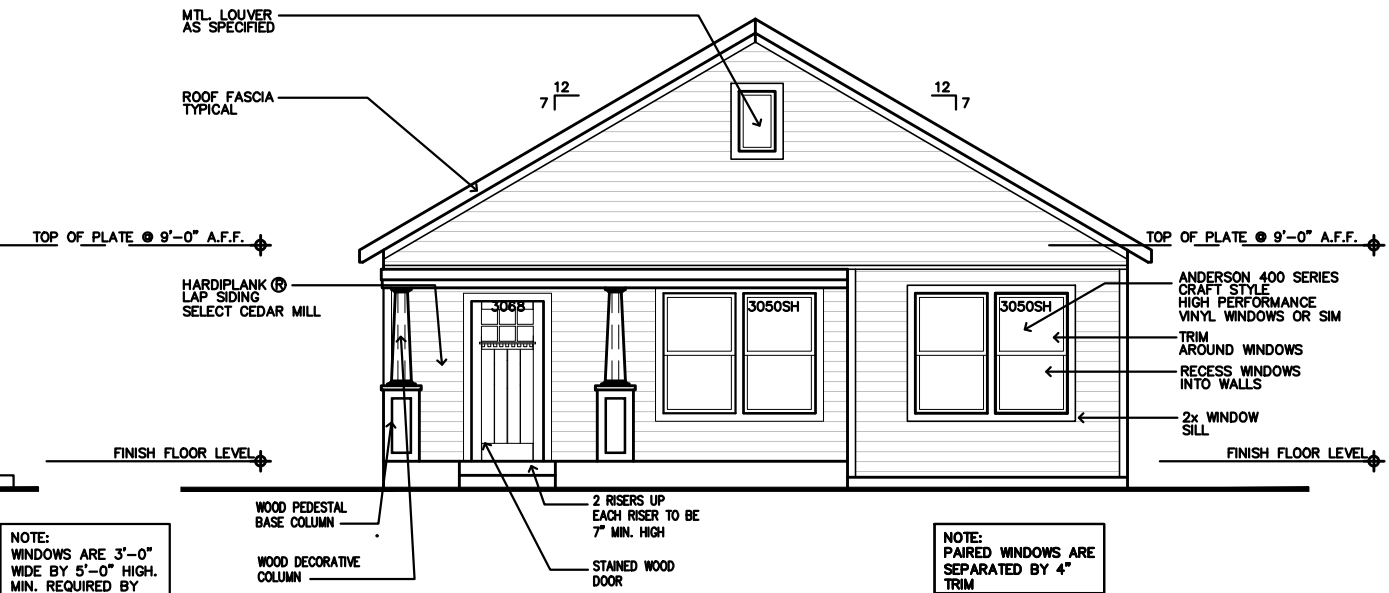 MTL. LOUVER
AS SPECIFIED
ROOF FASCIA
TYPICAL
12
7
12
7
TOP OF PLATE @ 9'-0" A.F.F.
TOP OF PLATE @ 9'-0" A.F.F.
HARDIPLANK ®
LAP SIDING
SELECT CEDAR MILL
3068
3050SH
3050SH
ANDERSON 400 SERIES
CRAFT STYLE
HIGH PERFORMANCE
VINYL WINDOWS OR SIM
TRIM
AROUND WINDOWS
RECESS WINDOWS
INTO WALLS
2x WINDOW
SILL
FINISH FLOOR LEVEL
FINISH FLOOR LEVEL
WOOD PEDESTAL
BASE COLUMN
WOOD DECORATIVE
COLUMN
2 RISERS UP
EACH RISER TO BE
7" MIN. HIGH
STAINED WOOD
DOOR
NOTE:
WINDOWS ARE 3'-0"
WIDE BY 5'-0" HIGH.
MIN. REQUIRED BY
NOTE:
PAIRED WINDOWS ARE
SEPARATED BY 4"
TRIM